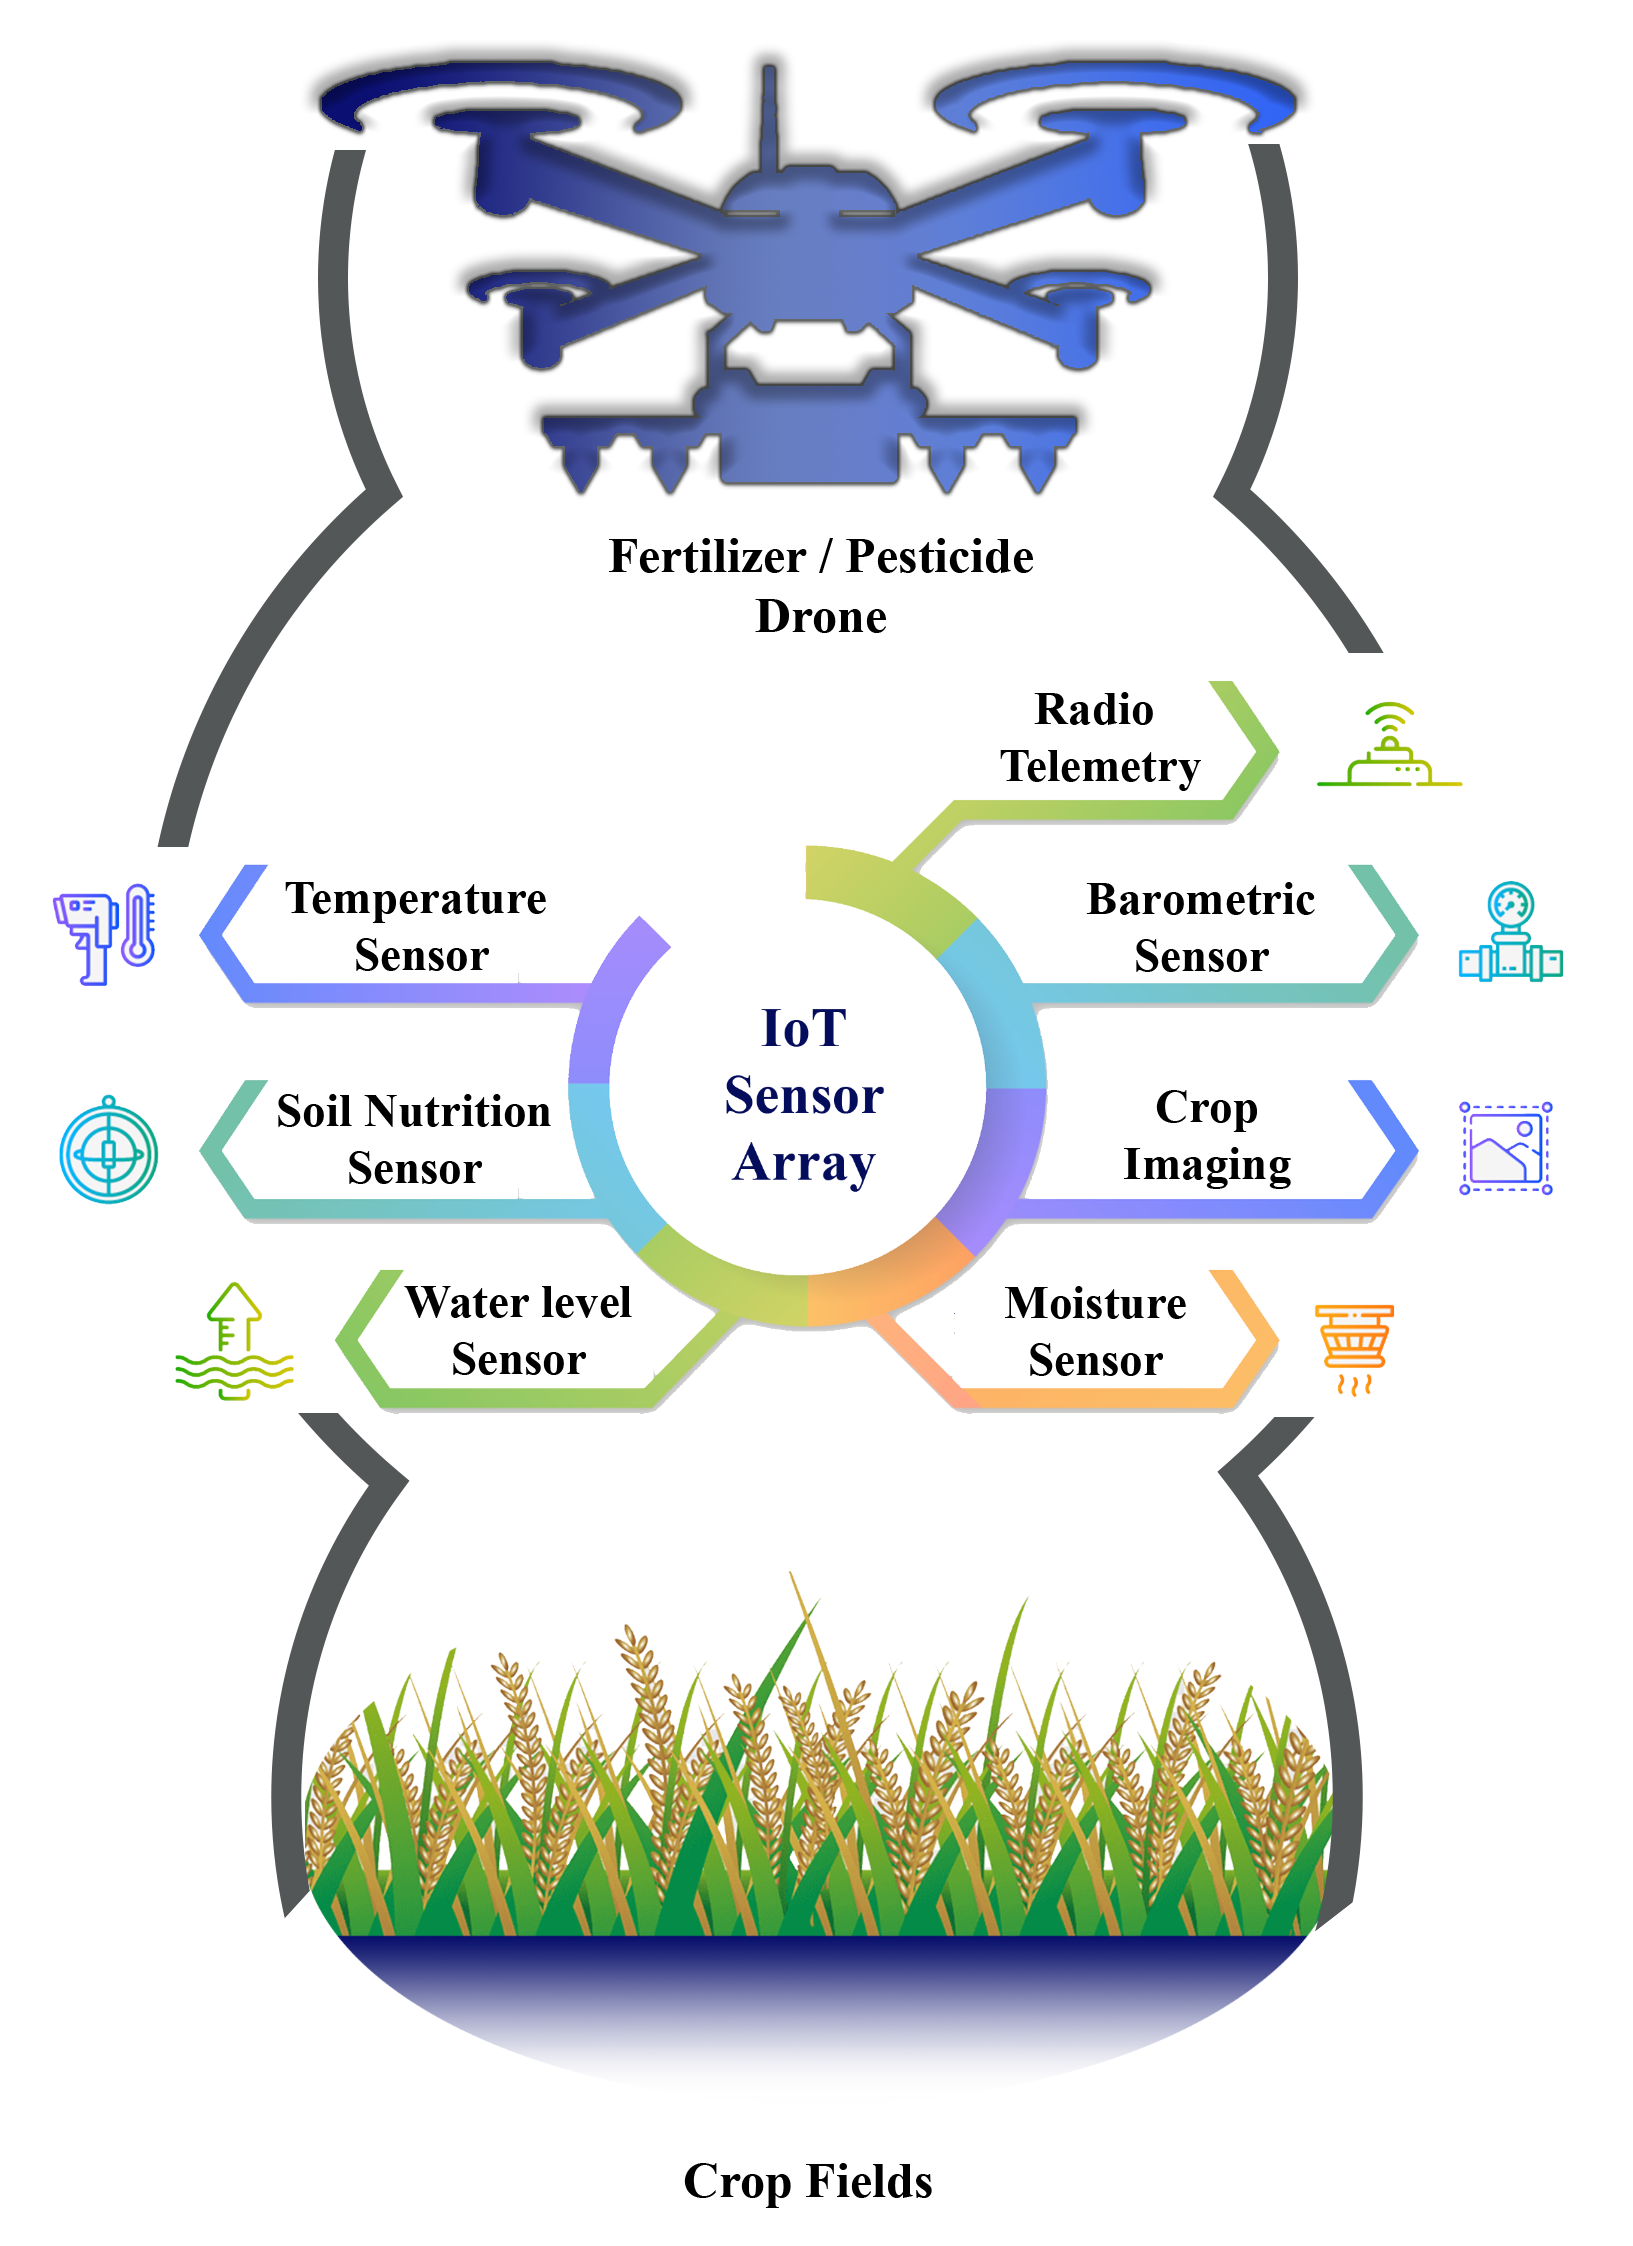 Fertilizer / Pesticide
Drone
Radio
Telemetry
Temperature
Sensor
Barometric
Sensor
IoT
Sensor
Array
Soil Nutrition
Sensor
Crop
Imaging
Water level
Sensor
Moisture
Sensor
Crop Fields